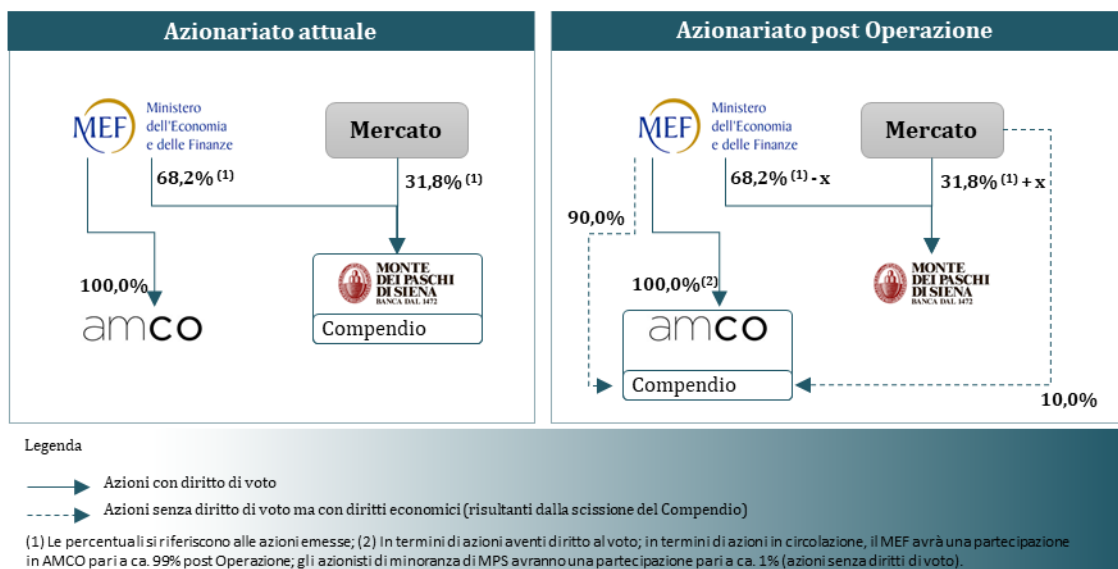 Azionariato attuale
MEF
Ministero
dell'Economia
e delle Finanze
Mercato
68,2% (1)
31,8% (1)
100,0%
amco
MONTE
DEI PASCHI
DI SIENA
BANCA DAL 1472
Compendio
Azionariato post Operazione
MEF
Ministero
dell'Economia
e delle Finanze
Mercato
68,2% (1) - x
31,8% (1) + x
90,0%
100,0%(2)
MONTE
DEI PASCHI
DI SIENA
BANCA DAL 1472
amco
Compendio
10,0%
Legenda
Azioni con diritto di voto
Azioni senza diritto di voto ma con diritti economici (risultanti dalla scissione del Compendio)
(1) Le percentuali si riferiscono alle azioni emesse; (2) In termini di azioni aventi diritto al voto; in termini di azioni in circolazione, il MEF avrà una partecipazione
in AMCO pari a ca. 99% post Operazione; gli azionisti di minoranza di MPS avranno una partecipazione pari a ca. 1% (azioni senza diritti di voto).